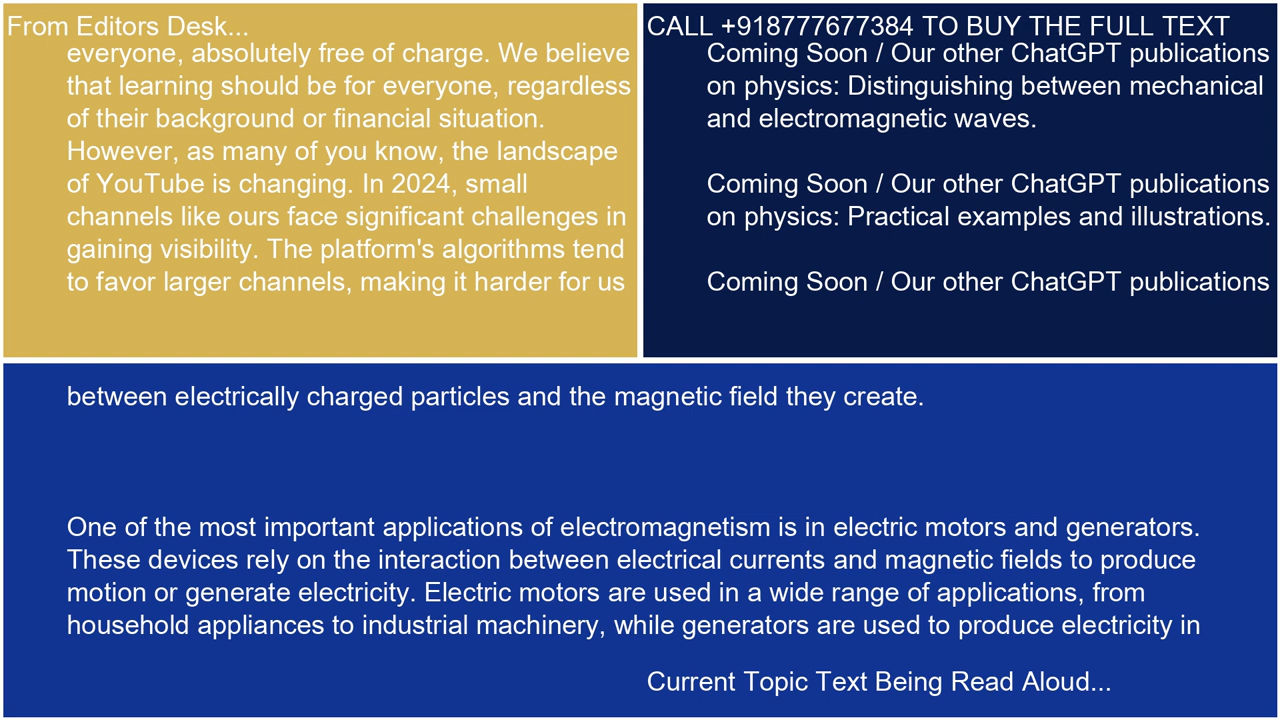 From Editors Desk...
everyone, absolutely free of charge. We believe
that learning should be for everyone, regardless
of their background or financial situation.
However, as many of you know, the landscape
of YouTube is changing. In 2024, small
channels like ours face significant challenges in
gaining visibility. The platform's algorithms tend
to favor larger channels, making it harder for us
CALL +918777677384 TO BUY THE FULL TEXT
Coming Soon / Our other ChatGPT publications
on physics: Distinguishing between mechanical
and electromagnetic waves.
Coming Soon / Our other ChatGPT publications
on physics: Practical examples and illustrations.
Coming Soon / Our other ChatGPT publications
between electrically charged particles and the magnetic field they create.
One of the most important applications of electromagnetism is in electric motors and generators.
These devices rely on the interaction between electrical currents and magnetic fields to produce
motion or generate electricity. Electric motors are used in a wide range of applications, from
household appliances to industrial machinery, while generators are used to produce electricity in
Current Topic Text Being Read Aloud...